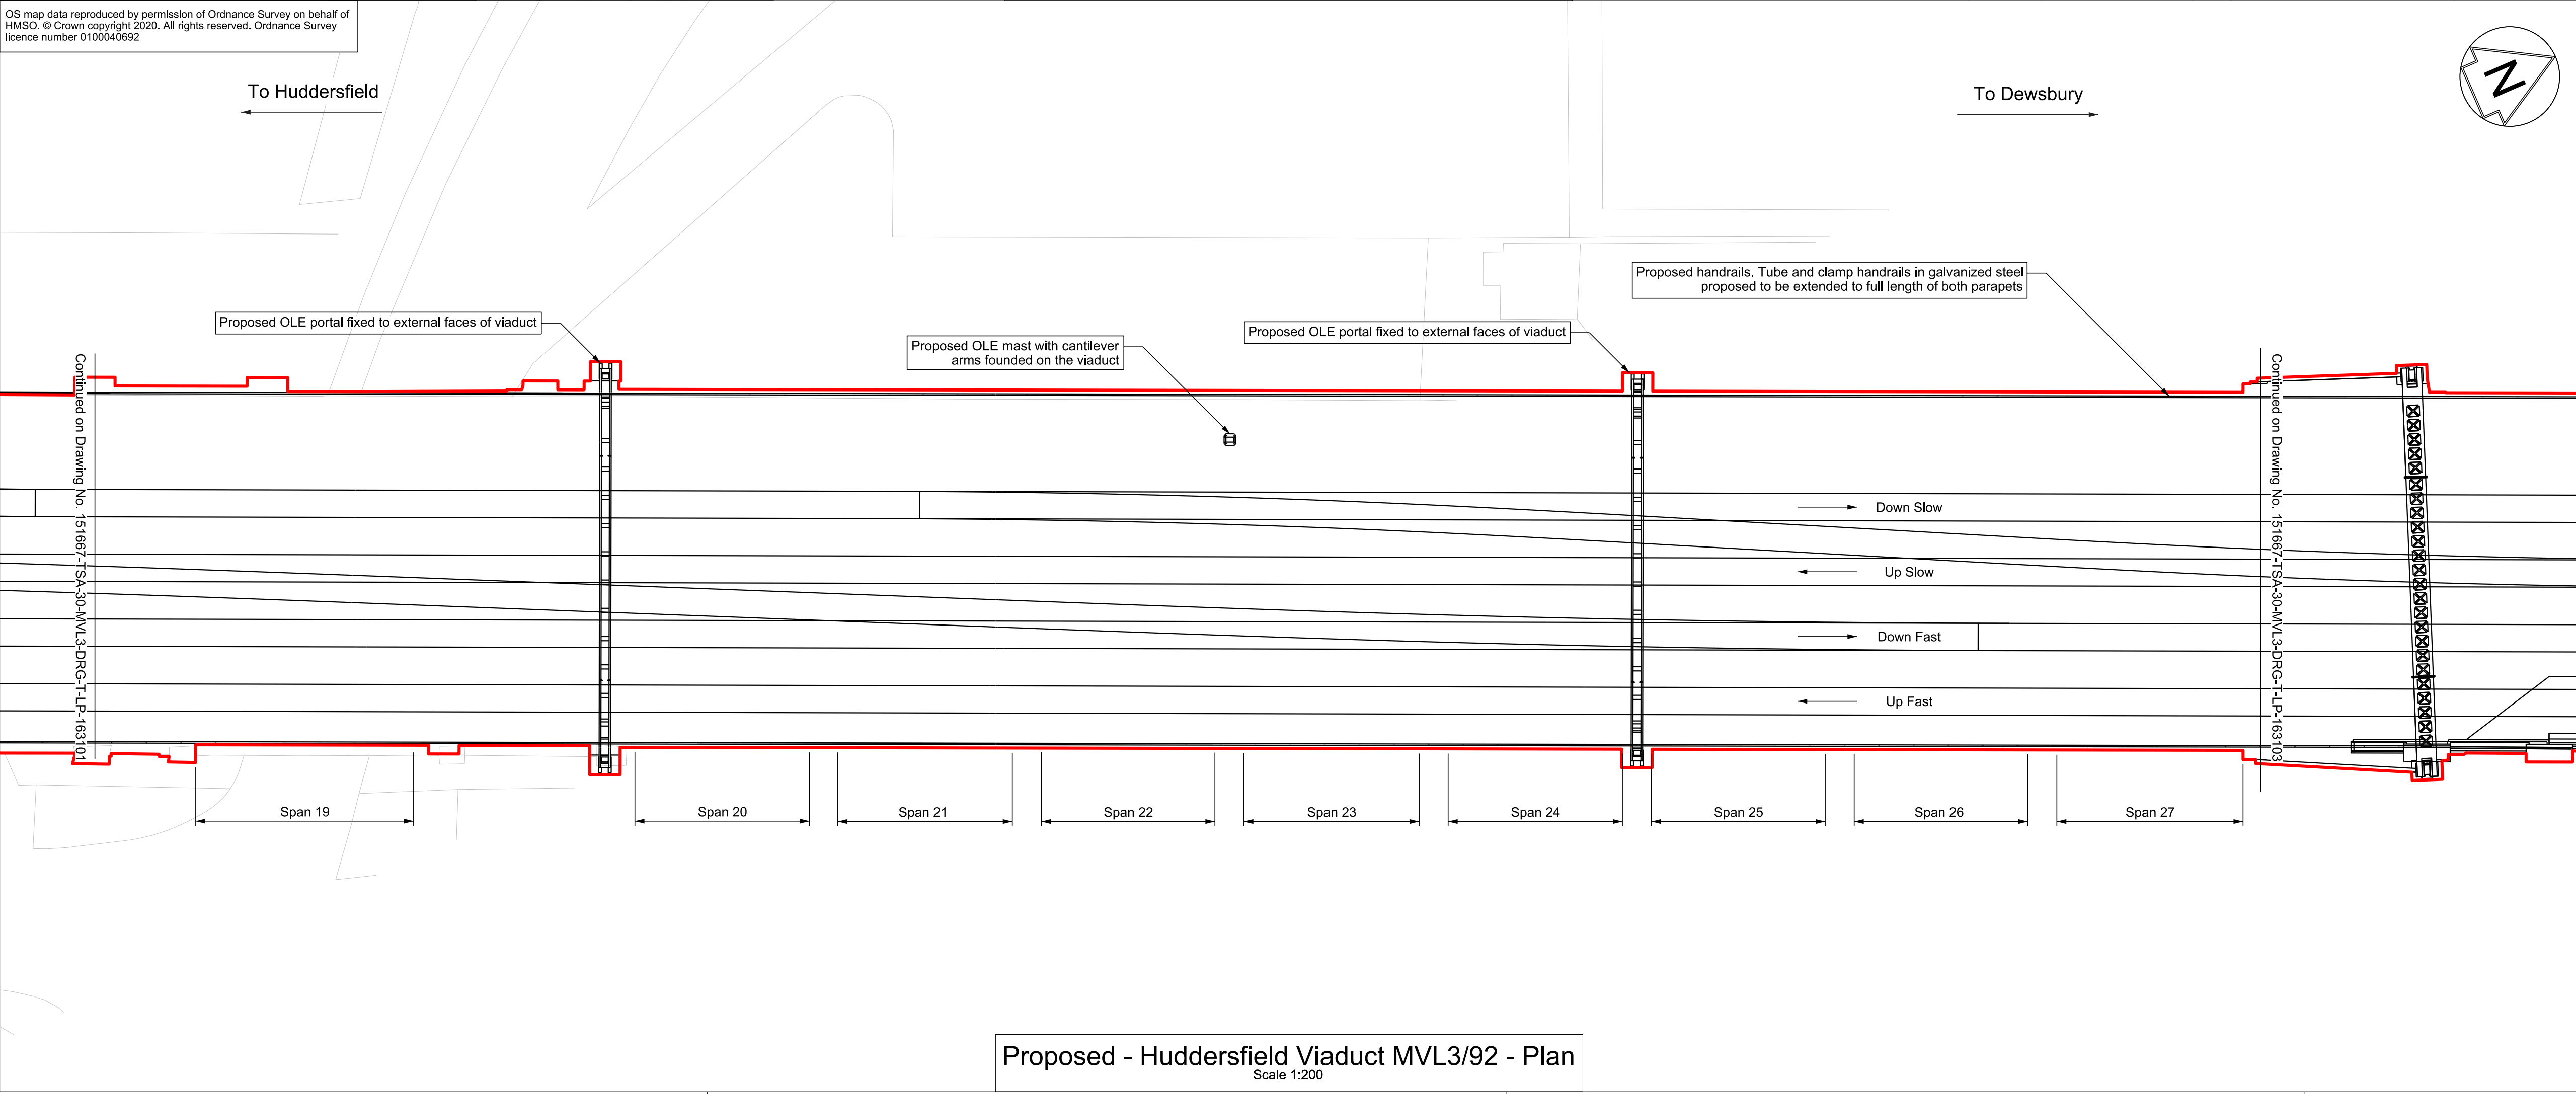 OS map data reproduced by permission of Ordnance Survey on behalf of
HMSO. © Crown copyright 2020. All rights reserved. Ordnance Survey
licence number 0100040692
To Huddersfield
To Dewsbury
N
Proposed handrails. Tube and clamp handrails in galvanized steel
proposed to be extended to full length of both parapets
Proposed OLE portal fixed to external faces of viaduct
Proposed OLE mast with cantilever
arms founded on the viaduct
Proposed OLE portal fixed to external faces of viaduct
Continued on Drawing No. 151667-TSA-30-MVL3-DRG-T-LP-163101
Continued on Drawing No. 151667-TSA-30-MVL3-DRG-T-LP-163103
Down Slow
Up Slow
Down Fast
Up Fast
Span 19
Span 20
Span 21
Span 22
Span 23
Span 24
Span 25
Span 26
Span 27
Proposed - Huddersfield Viaduct MVL3/92 - Plan
Scale 1:200